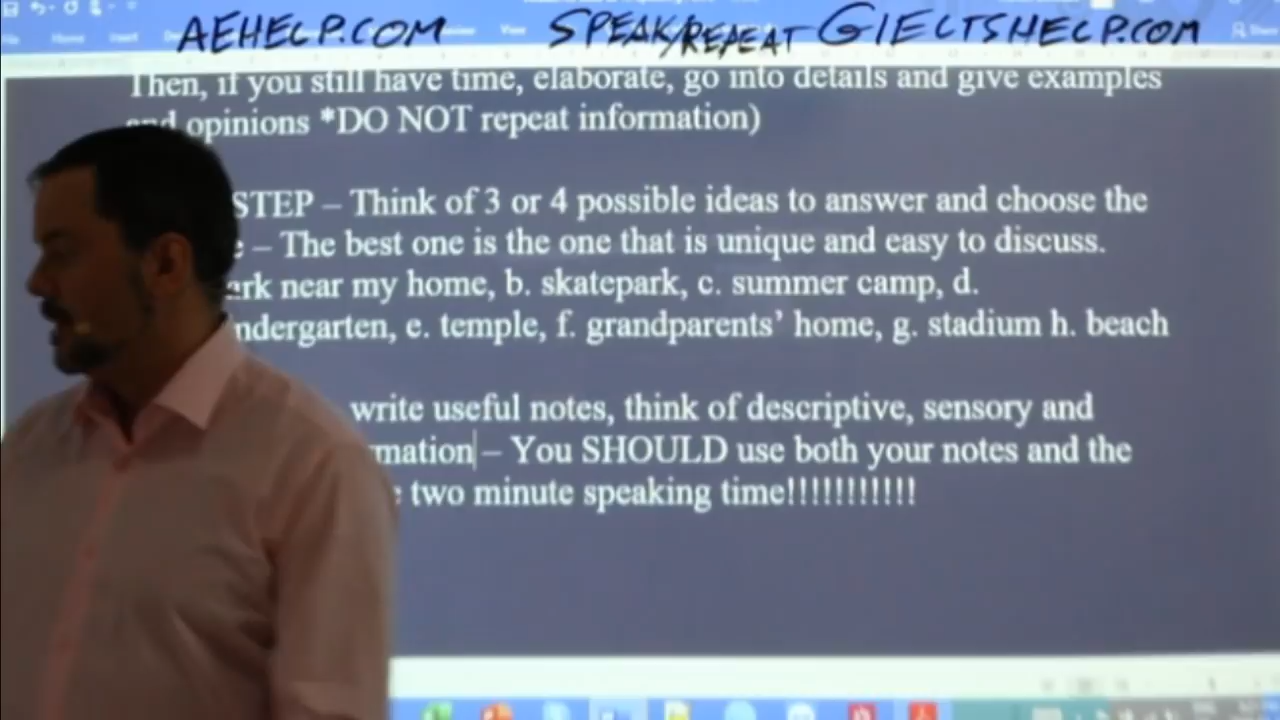 AEHELP.COM SPEAK/REPEAT GIELTSHELP.COM
Then, if you still have time, elaborate, go into details and give examples
and opinions *DO NOT repeat information)
STEP – Think of 3 or 4 possible ideas to answer and choose the
– The best one is the one that is unique and easy to discuss.
ark near my home, b. skatepark, c. summer camp, d.
ndergarten, e. temple, f. grandparents' home, g. stadium h. beach
write useful notes, think of descriptive, sensory and
mation – You SHOULD use both your notes and the
two minute speaking time!!!!!!!!!!!